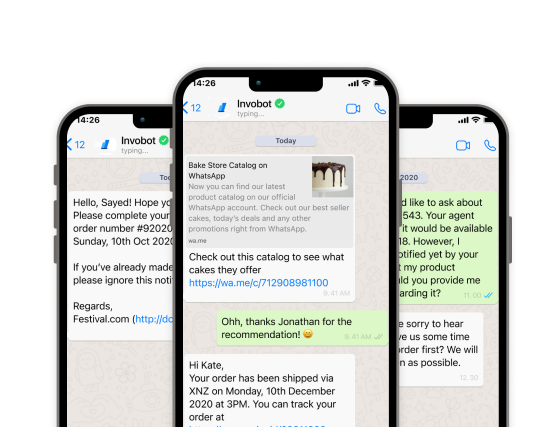 14:26
12
Invobot
typing...
Today
Bake Store Catalog on
WhatsApp
Now you can find our latest
product catalog on our official
WhatsApp account. Check out our best seller
cakes, today's deals and any other
promotions right from WhatsApp.
wa.me
Check out this catalog to see what
cakes they offer
https://wa.me/c/712908981100
9.41 AM
Ohh, thanks Jonathan for the
recommendation! 😄
9.41 AM
Hi Kate,
Your order has been shipped via
XNZ on Monday, 10th December
2020 at 3PM. You can track your
order at
14:26
12
Invobot
typing...
Hello, Sayed! Hope yo
Please complete your
order number #92020
Sunday, 10th Oct 2020
If you've already made
please ignore this noti
Regards,
Festival.com (http://do
2020
d like to ask about
543. Your agent
it would be available
18. However, I
otified yet by your
t my product
uld you provide me
arding it?
11.00
e sorry to hear
ve us some time
order first? We will
n as possible.
12.30